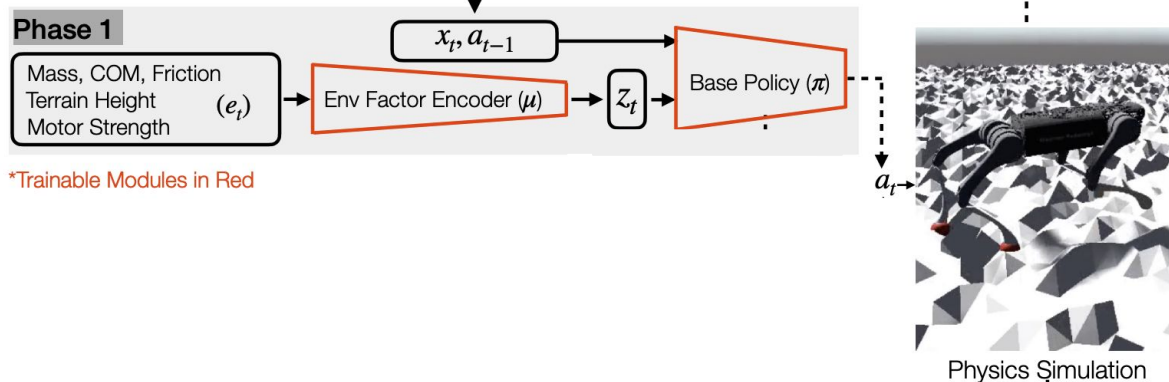 Phase 1
x_t, a_{t-1}
Mass, COM, Friction
Terrain Height (e_t)
Motor Strength
Env Factor Encoder (μ)
z_t
Base Policy (π)
a_t
*Trainable Modules in Red
Physics Simulation